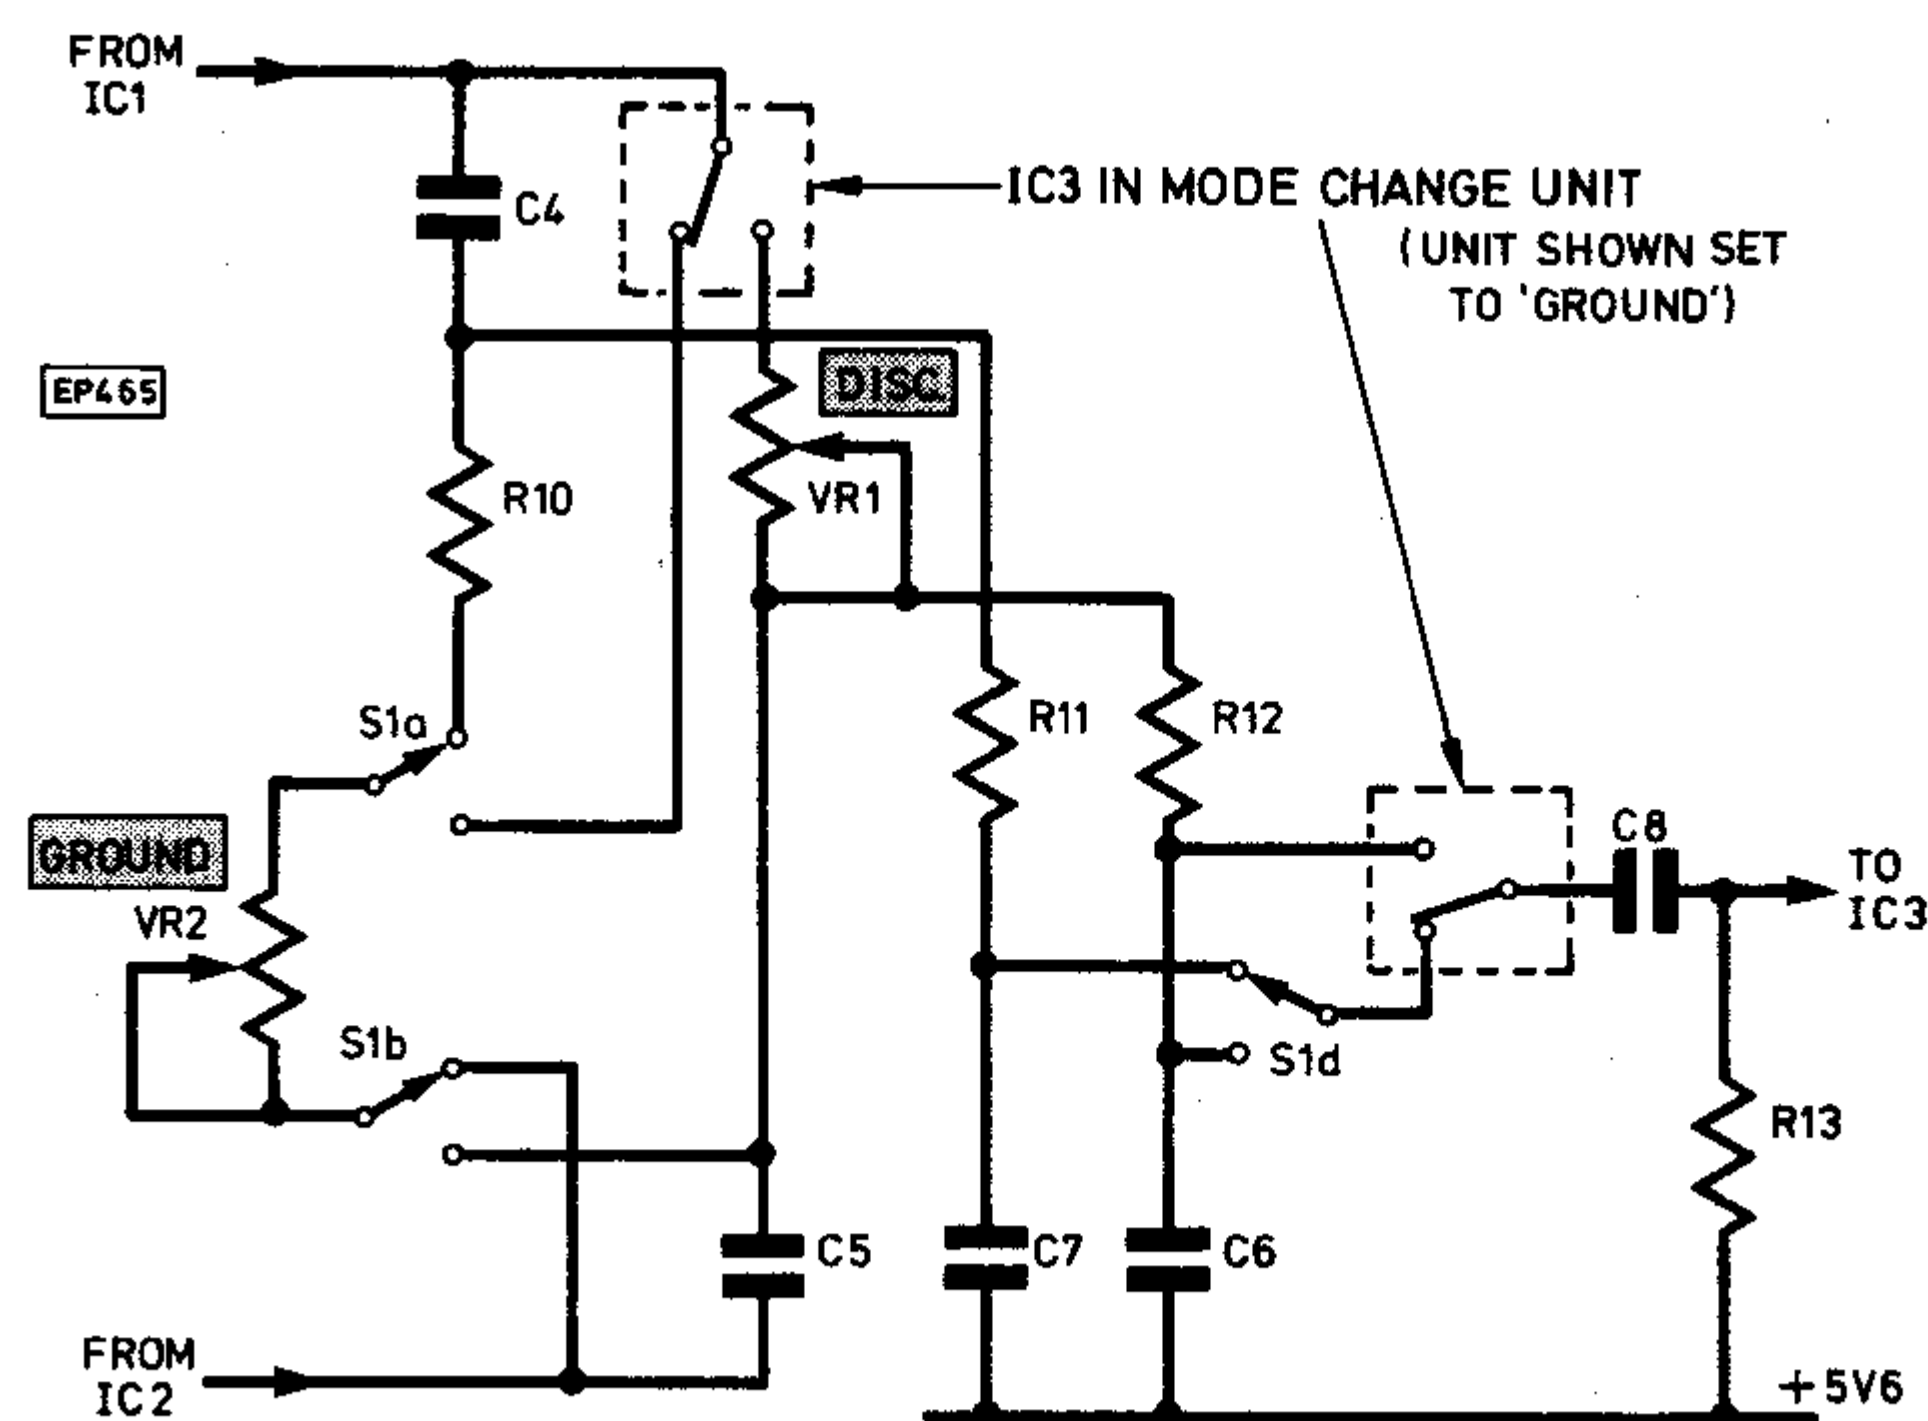 FROM
IC1
C4
IC3 IN MODE CHANGE UNIT
(UNIT SHOWN SET
TO 'GROUND')
EP465
DISC
R10
VR1
S1a
R11
R12
GROUND
VR2
C8
TO
IC3
S1b
S1d
R13
C5
C7
C6
FROM
IC2
+5V6